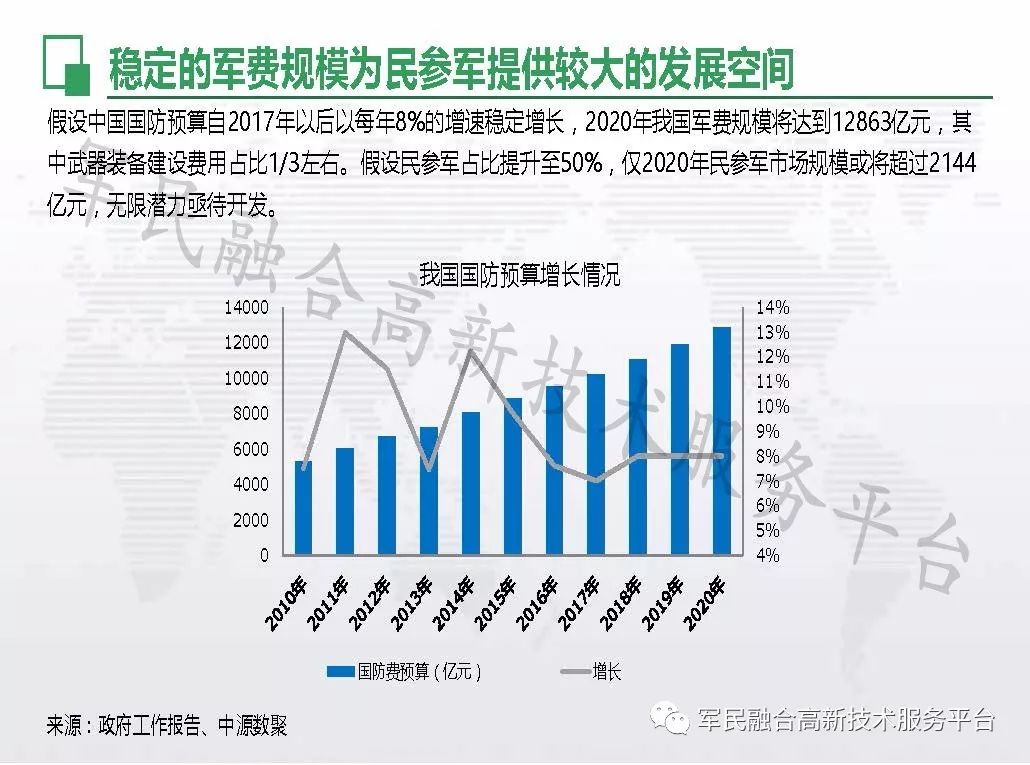 稳定的军费规模为民参军提供较大的发展空间
假设中国国防预算自2017年以后以每年8%的增速稳定增长，2020年我国军费规模将达到12863亿元，其
中武器装备建设费用占比1/3左右。假设民参军占比提升至50%，仅2020年民参军市场规模或将超过2144
亿元，无限潜力亟待开发。
军民融合高新技术服务平台
我国国防预算增长情况
14000
12000
10000
8000
6000
4000
2000
0
14%
13%
12%
11%
10%
9%
8%
7%
6%
5%
4%
2010年
2011年
2012年
2013年
2014年
2015年
2016年
2017年
2018年
2019年
2020年
国防费预算（亿元）
增长
来源：政府工作报告、中源数聚
军民融合高新技术服务平台